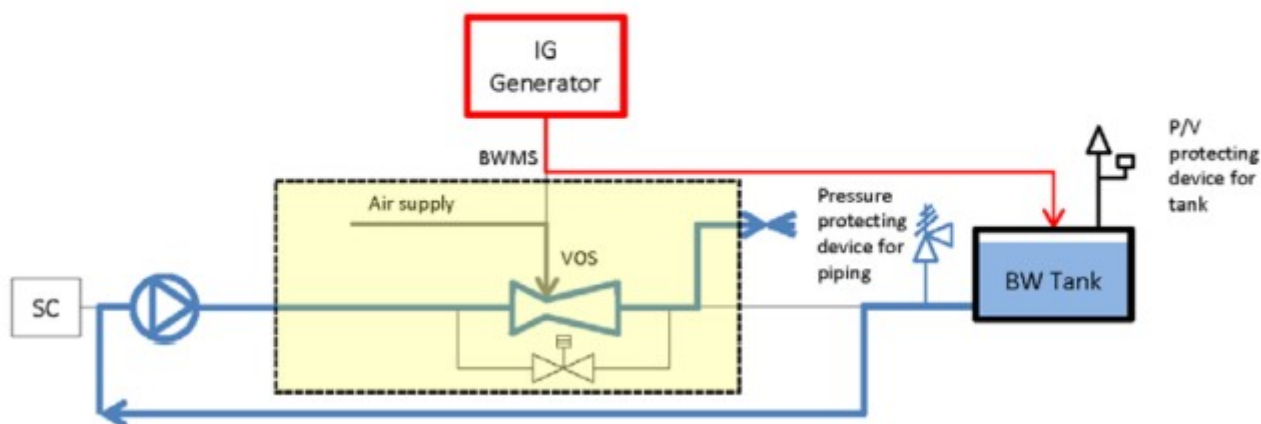 IG
Generator
BWMS
P/V
protecting
device for
tank
Air supply
Pressure
protecting
device for
piping
VOS
SC
BW Tank